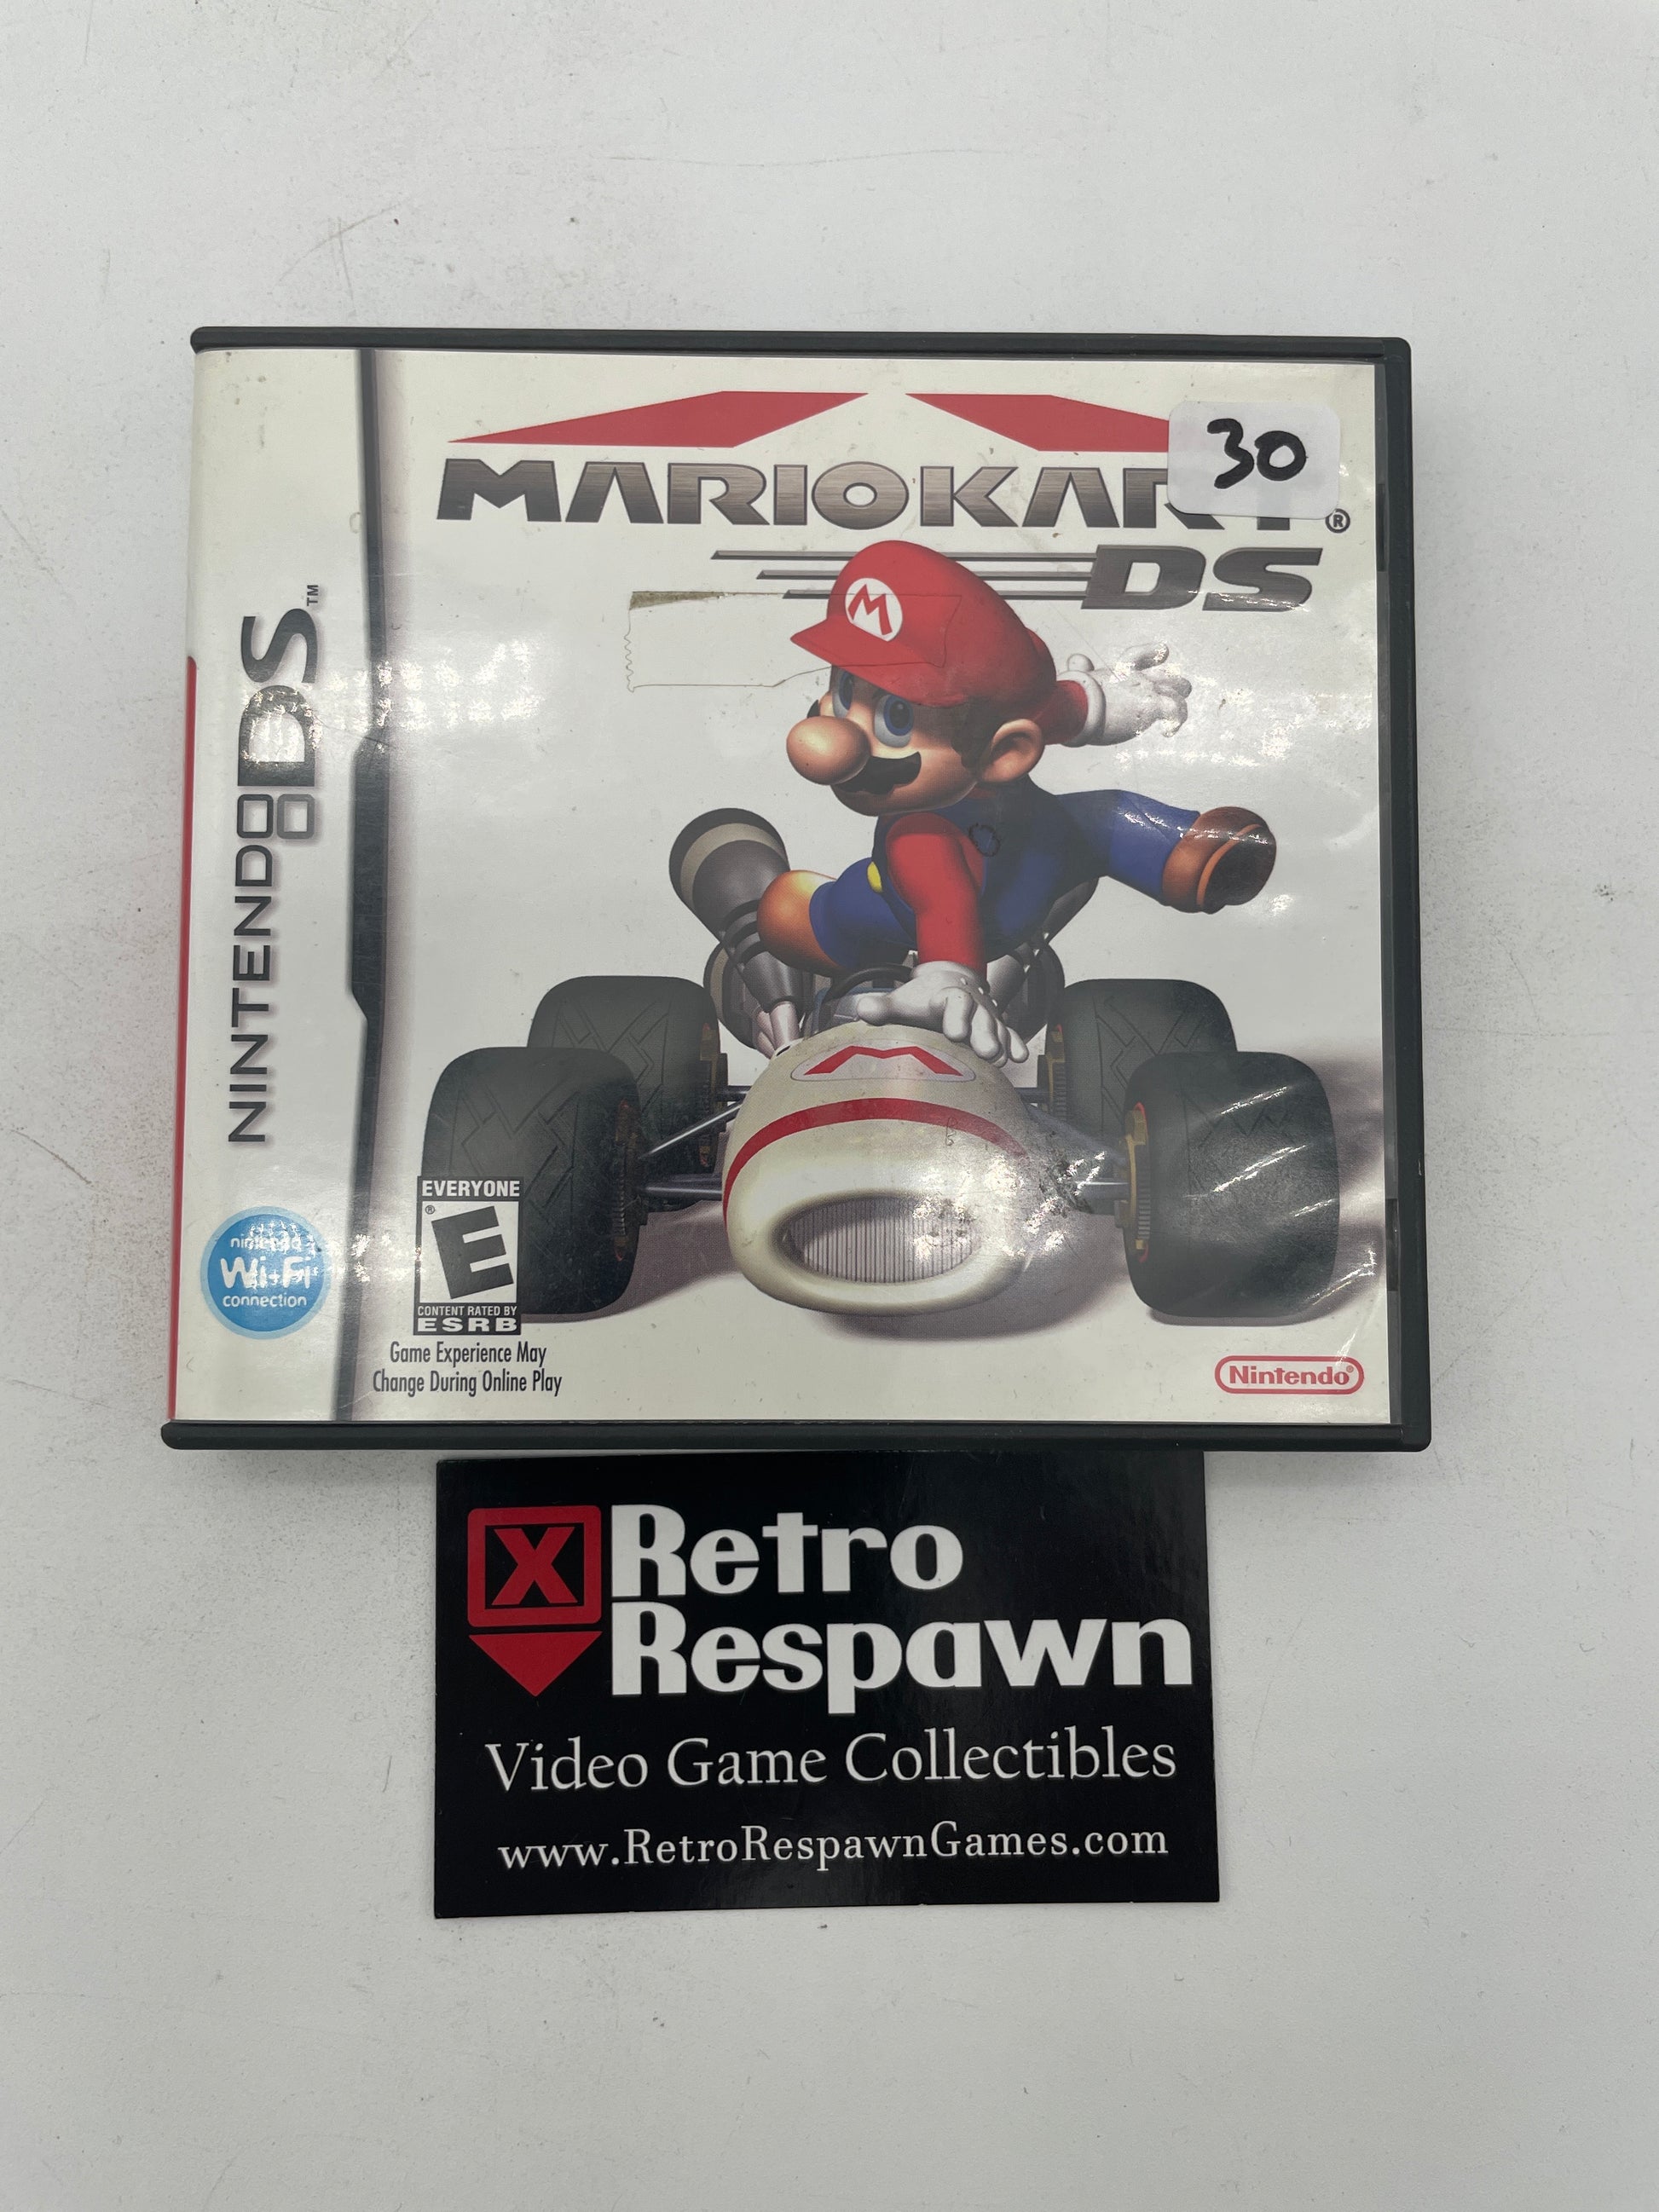 MARIOKART®
30
DS
M
NINTENDODS™
nintendo
Wi-Fi
connection
EVERYONE
®
E
CONTENT RATED BY
ESRB
Game Experience May
Change During Online Play
Nintendo®
X Retro
Respawn
Video Game Collectibles
www.RetroRespawnGames.com